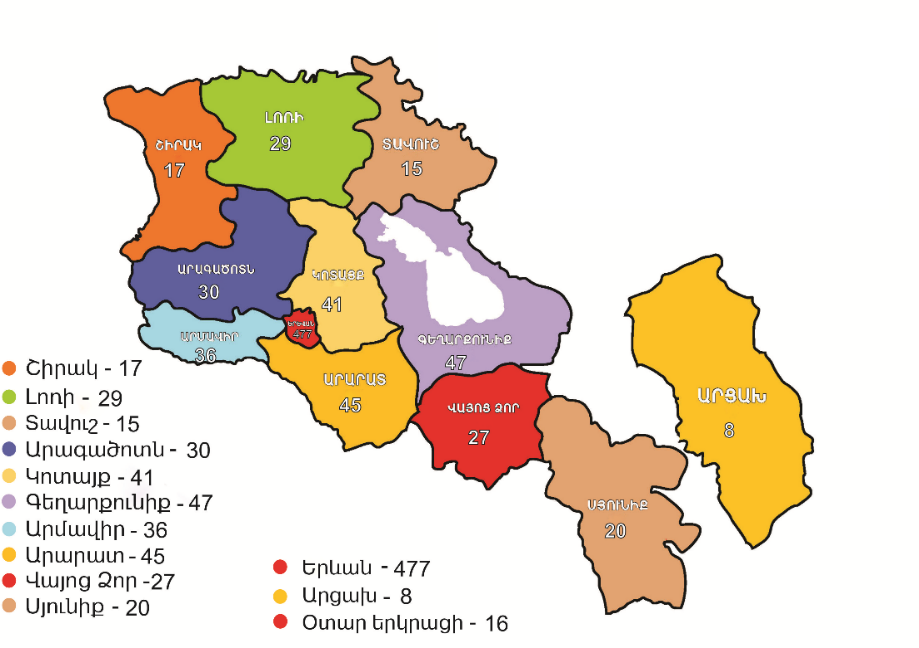 ՇԻՐԱԿ
17
ԼՈՌԻ
29
ՏԱՎՈՒՇ
15
ԱՐԱԳԱԾՈՏՆ
30
ԿՈՏԱՅՔ
41
ԵՐԵՎԱՆ
477
ԱՐՄԱՎԻՐ
36
ԳԵՂԱՐՔՈՒՆԻՔ
47
ԱՐԱՐԱՏ
45
ՎԱՅՈՑ ՁՈՐ
27
ՍՅՈՒՆԻՔ
20
ԱՐՑԱԽ
8
Շիրակ - 17
Լոռի - 29
Տավուշ - 15
Արագածոտն - 30
Կոտայք - 41
Գեղարքունիք - 47
Արմավիր - 36
Արարատ - 45
Վայոց Ձոր -27
Սյունիք - 20
Երևան - 477
Արցախ - 8
Օտար երկրացի - 16